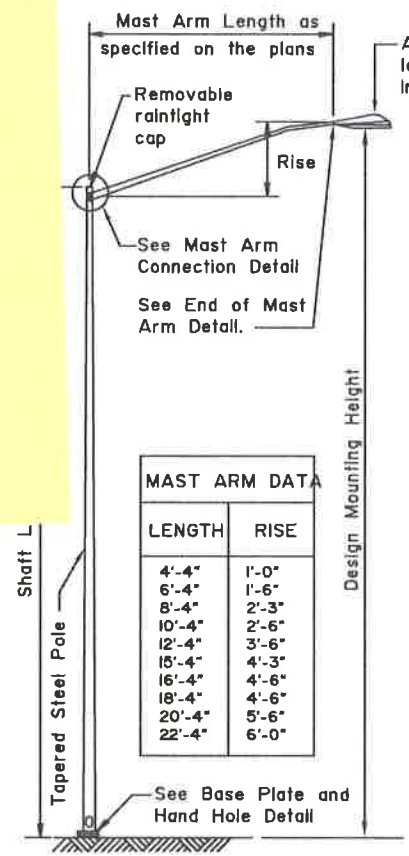 Mast Arm Length as
specified on the plans
Removable
raintight
cap
Rise
See Mast Arm
Connection Detail
See End of Mast
Arm Detail.
Design Mounting Height
MAST ARM DATA
LENGTH RISE
4'-4" 1'-0"
6'-4" 1'-6"
8'-4" 2'-3"
10'-4" 2'-6"
12'-4" 3'-6"
15'-4" 4'-3"
16'-4" 4'-6"
18'-4" 4'-6"
20'-4" 5'-6"
22'-4" 6'-0"
Shaft L
Tapered Steel Pole
See Base Plate and
Hand Hole Detail